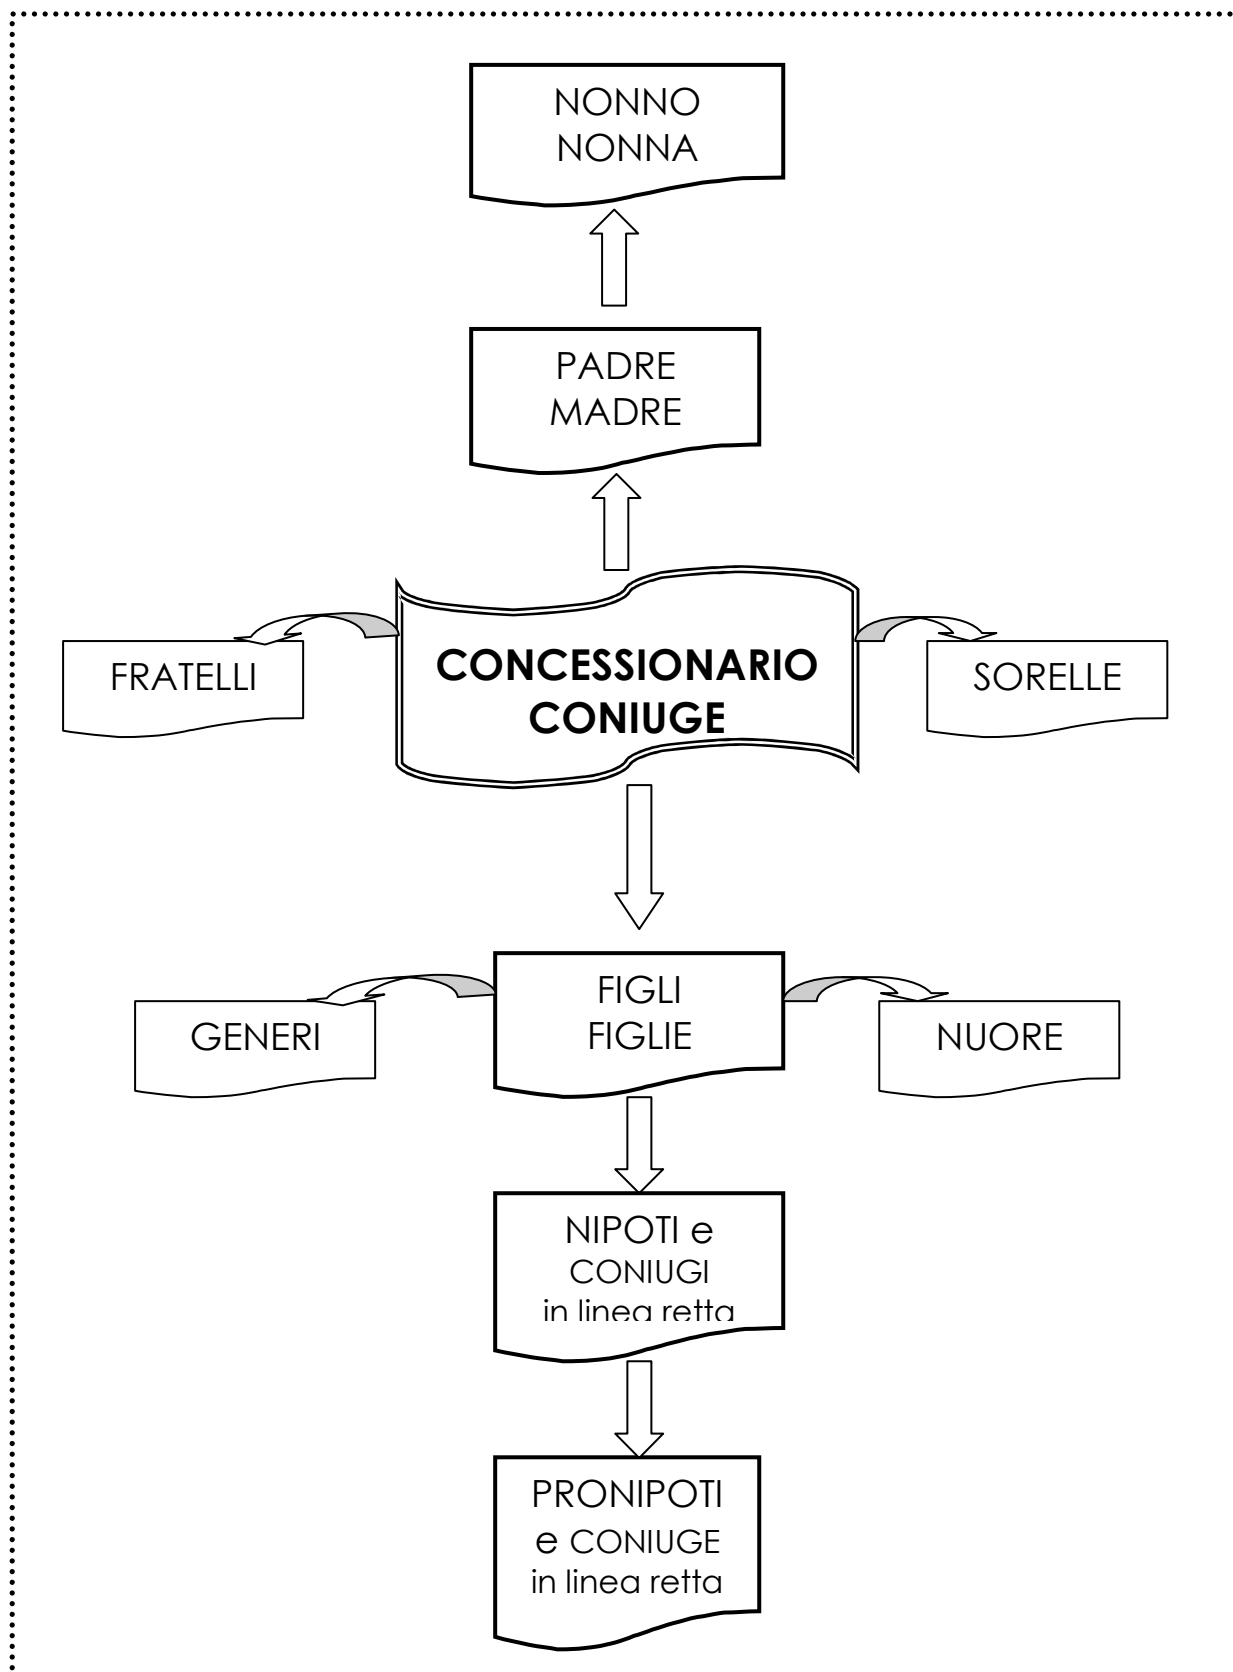 NONNO
NONNA
PADRE
MADRE
FRATELLI
CONCESSIONARIO
CONIUGE
SORELLE
FIGLI
FIGLIE
GENERI
NUORE
NIPOTI e
CONIUGI
in linea retta
PRONIPOTI
e CONIUGE
in linea retta